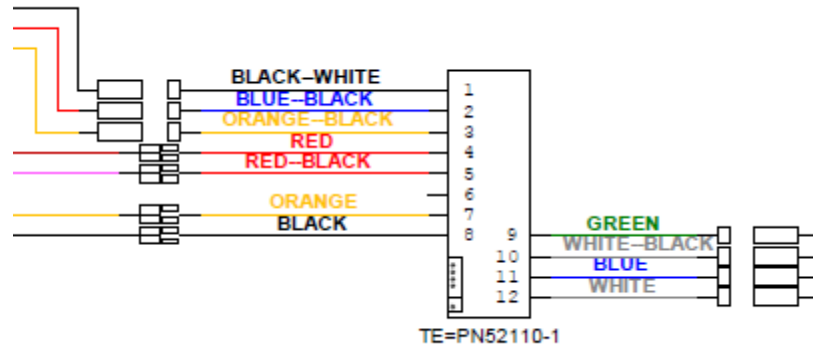 BLACK--WHITE
1
BLUE--BLACK
2
ORANGE--BLACK
3
RED
4
RED--BLACK
5
6
ORANGE
7
BLACK
8
9
GREEN
10
WHITE--BLACK
11
BLUE
12
WHITE
TE=PN52110-1